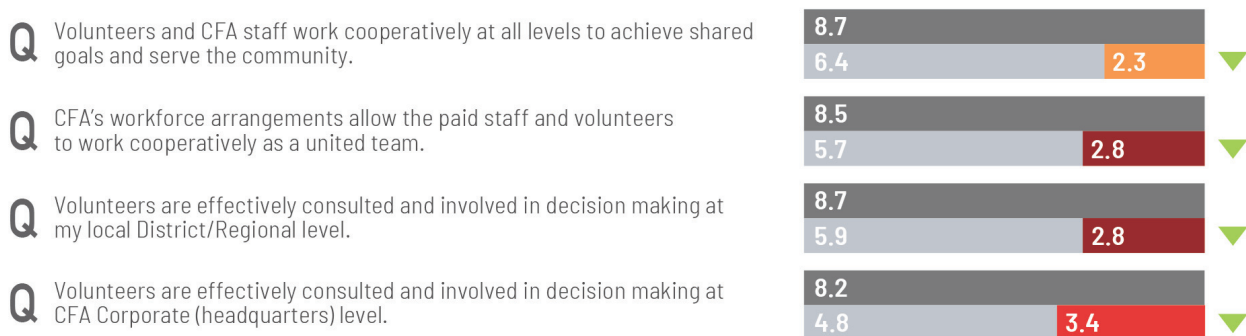 Q Volunteers and CFA staff work cooperatively at all levels to achieve shared
goals and serve the community.
8.7
6.4 2.3
Q CFA’s workforce arrangements allow the paid staff and volunteers
to work cooperatively as a united team.
8.5
5.7 2.8
Q Volunteers are effectively consulted and involved in decision making at
my local District/Regional level.
8.7
5.9 2.8
Q Volunteers are effectively consulted and involved in decision making at
CFA Corporate (headquarters) level.
8.2
4.8 3.4